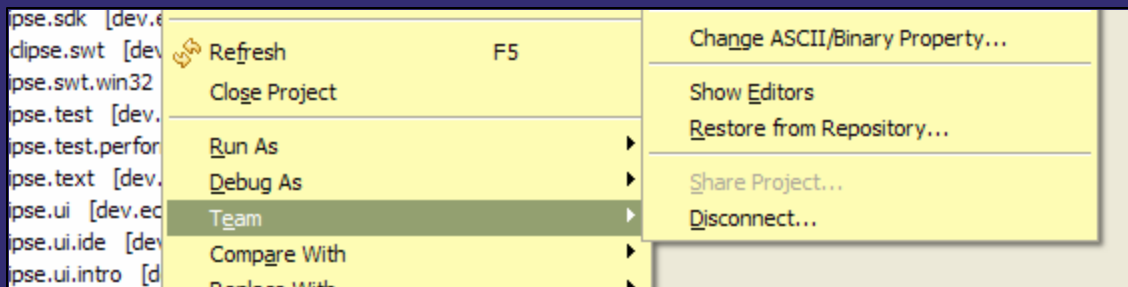 ipse.sdk [dev.e
clipse.swt [dev
ipse.swt.win32
ipse.test [dev.
ipse.test.perfor
ipse.text [dev.
ipse.ui [dev.ec
ipse.ui.ide [dev
ipse.ui.intro [d
Refresh F5
Close Project
Run As
Debug As
Team
Compare With
Replace With
Change ASCII/Binary Property...
Show Editors
Restore from Repository...
Share Project...
Disconnect...